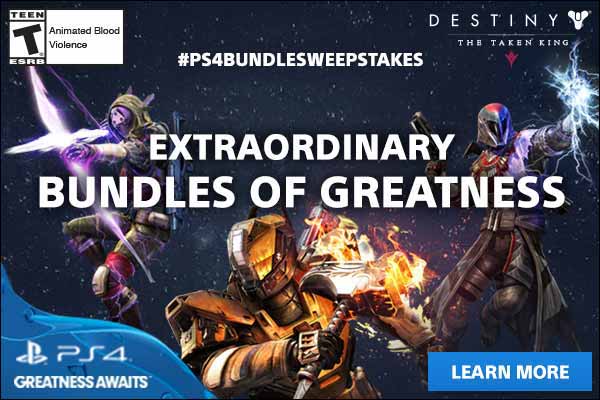 TEEN
T
ESRB
Animated Blood
Violence
DESTINY
THE TAKEN KING
#PS4BUNDLESWEEPSTAKES
EXTRAORDINARY
BUNDLES OF GREATNESS
PS4
GREATNESS AWAITS
LEARN MORE